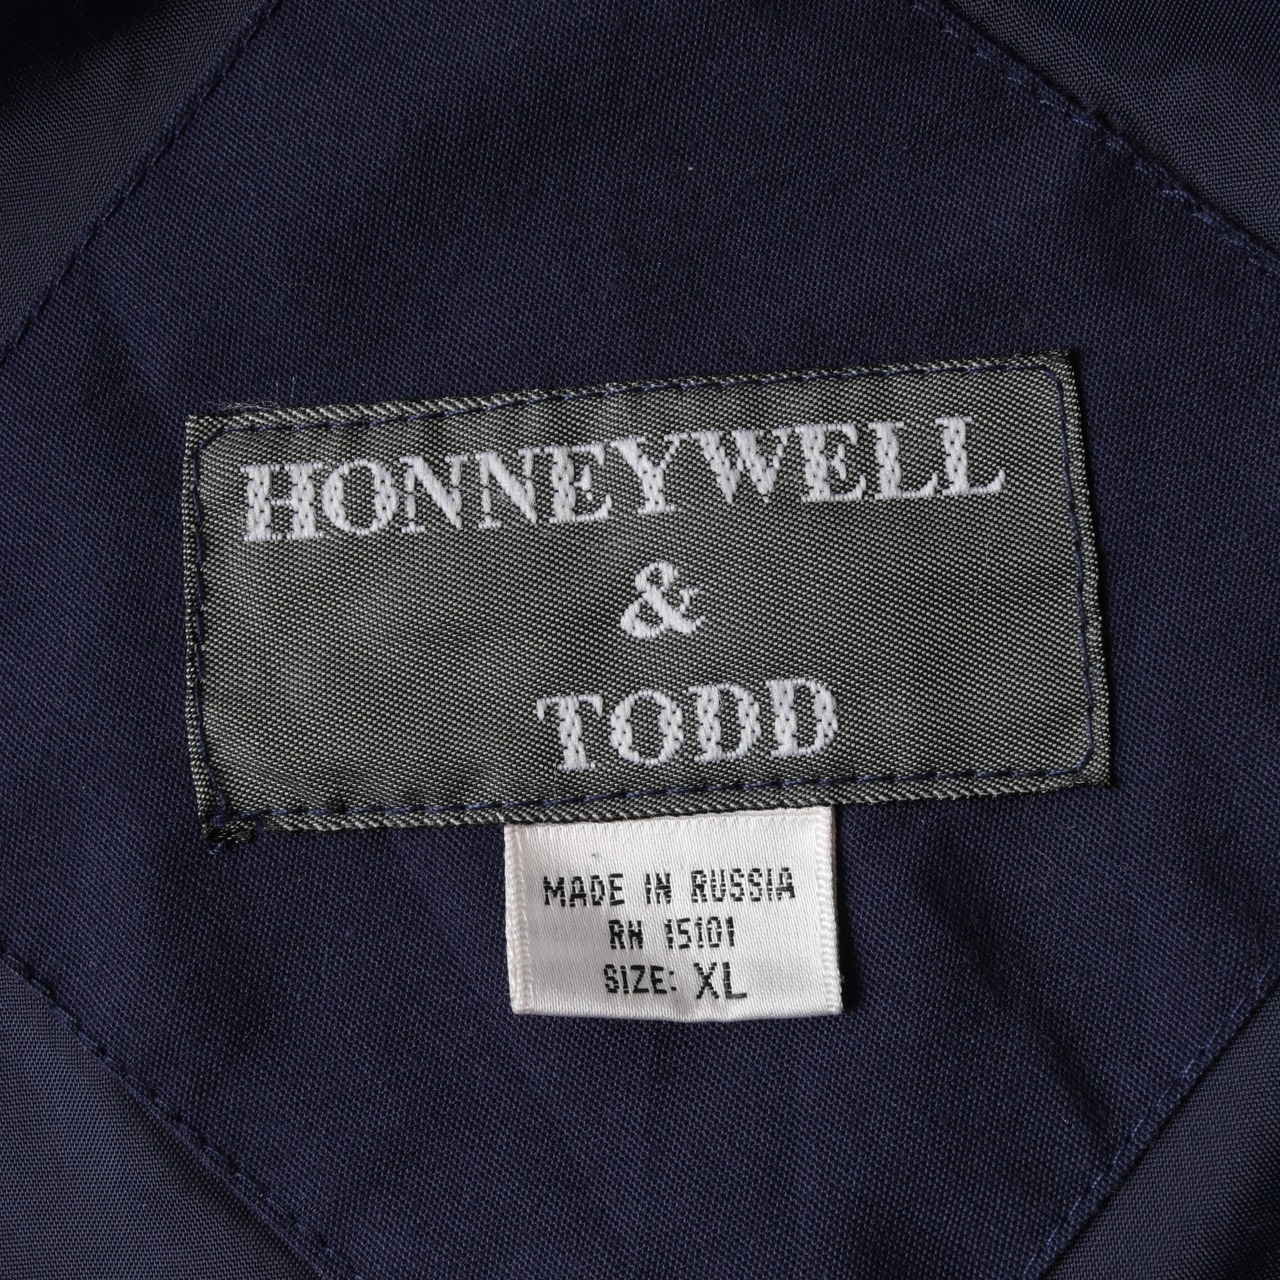 HONNEYWELL
&
TODD
MADE IN RUSSIA
RN 15101
SIZE: XL